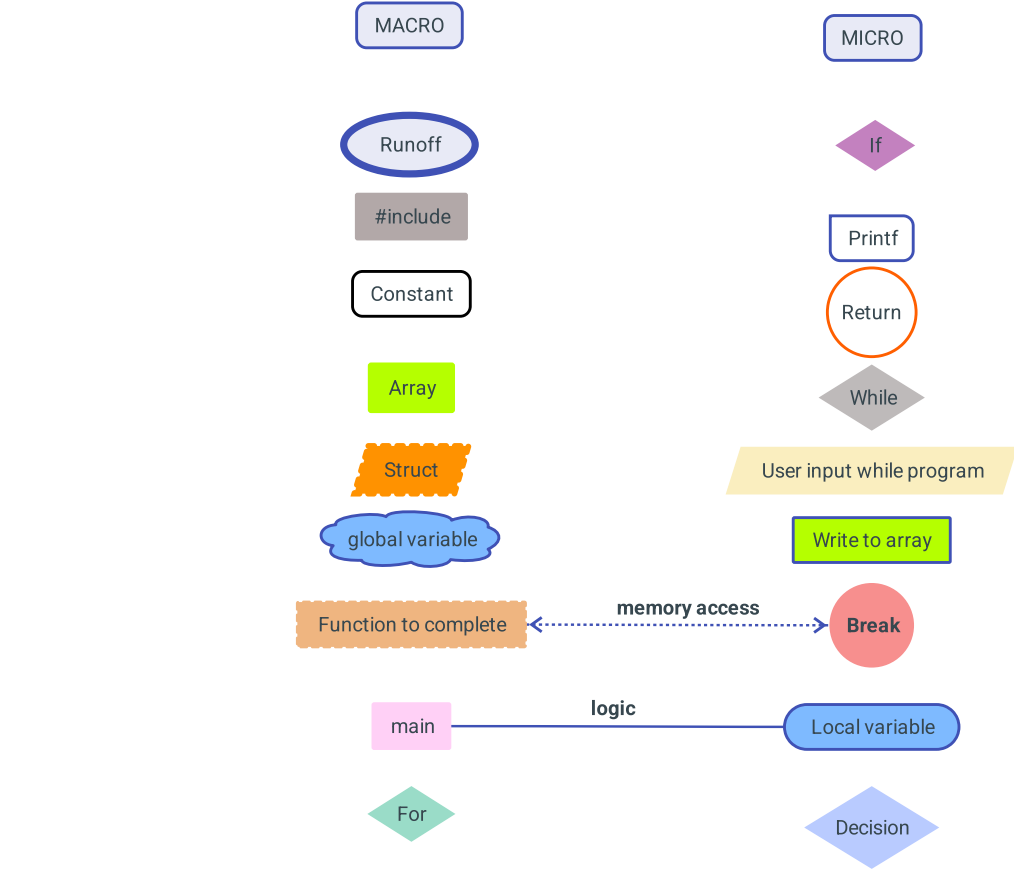 MACRO
MICRO
Runoff
If
#include
Printf
Constant
Return
Array
While
Struct
User input while program
global variable
Write to array
Function to complete
memory access
Break
main
logic
Local variable
For
Decision